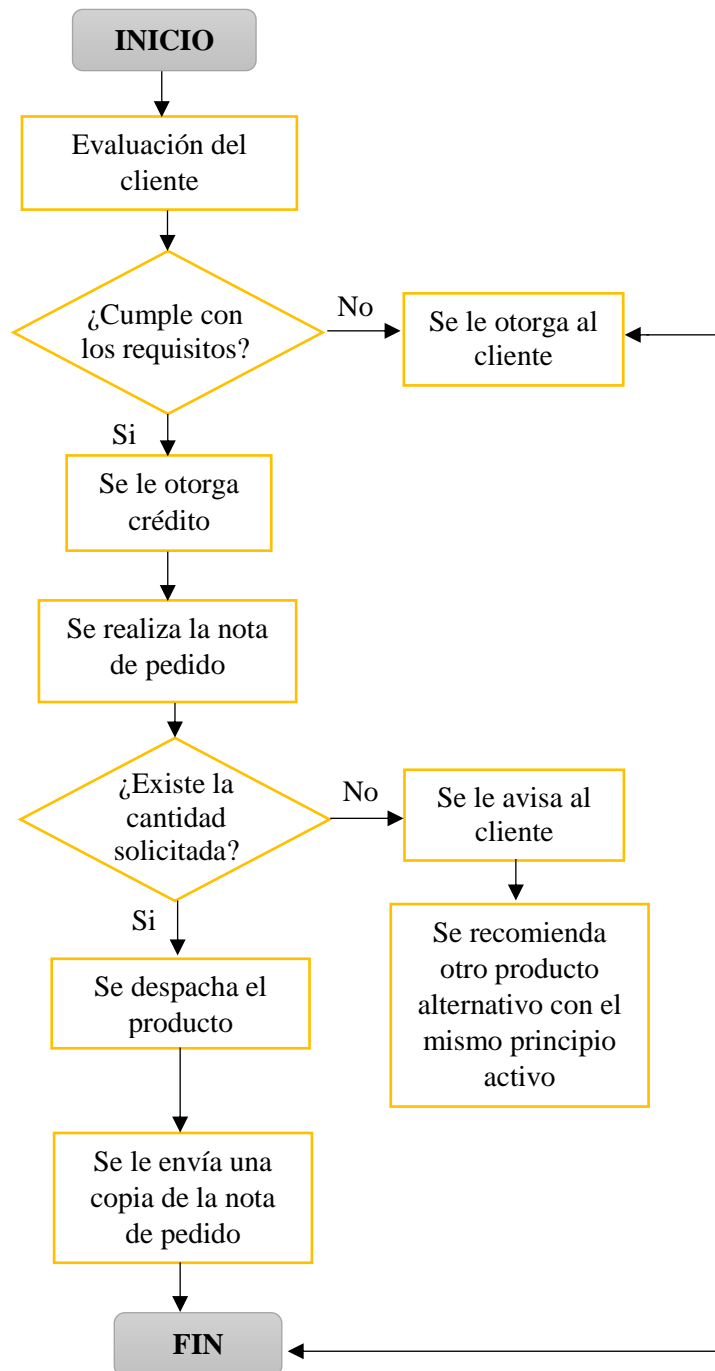 INICIO
Evaluación del
cliente
¿Cumple con
los requisitos?
No
Se le otorga al
cliente
Si
Se le otorga
crédito
Se realiza la nota
de pedido
¿Existe la
cantidad
solicitada?
No
Se le avisa al
cliente
Si
Se recomienda
otro producto
alternativo con el
mismo principio
activo
Se despacha el
producto
Se le envía una
copia de la nota
de pedido
FIN